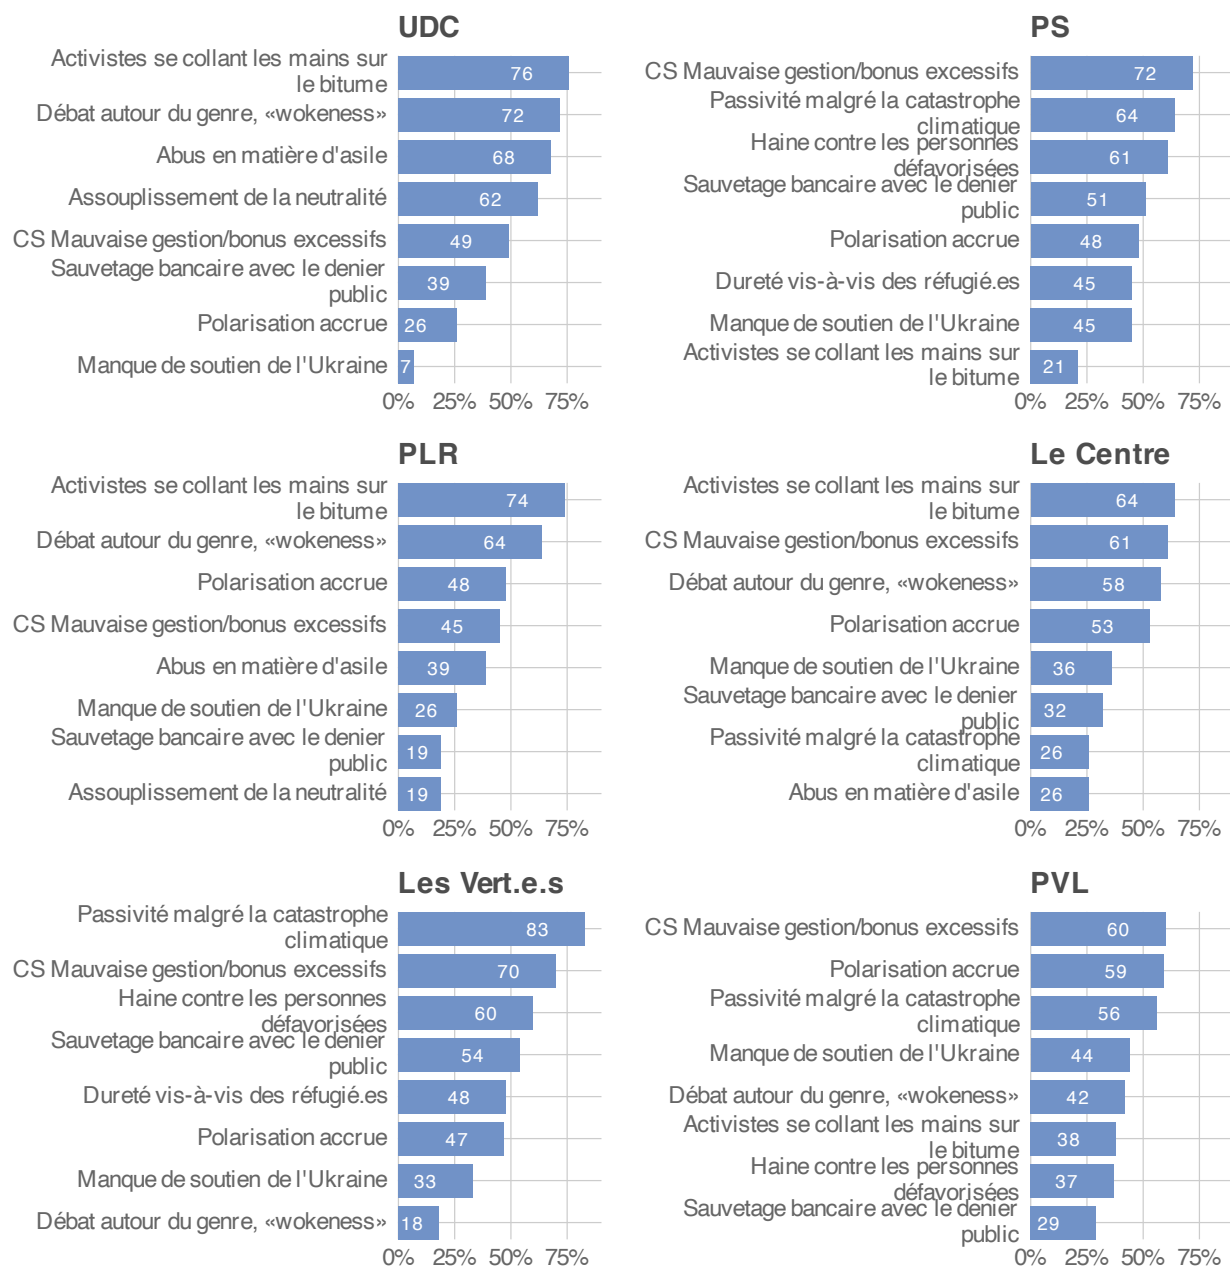 UDC
Activistes se collant les mains sur
le bitume
76
Débat autour du genre, «wokeness»
72
Abus en matière d'asile
68
Assouplissement de la neutralité
62
CS Mauvaise gestion/bonus excessifs
49
Sauvetage bancaire avec le denier
public
39
Polarisation accrue
26
Manque de soutien de l'Ukraine
7
0% 25% 50% 75%
PS
CS Mauvaise gestion/bonus excessifs
72
Passivité malgré la catastrophe
climatique
64
Haine contre les personnes
défavorisées
61
Sauvetage bancaire avec le denier
public
51
Polarisation accrue
48
Dureté vis-à-vis des réfugié.es
45
Manque de soutien de l'Ukraine
45
Activistes se collant les mains sur
le bitume
21
0% 25% 50% 75%
PLR
Activistes se collant les mains sur
le bitume
74
Débat autour du genre, «wokeness»
64
Polarisation accrue
48
CS Mauvaise gestion/bonus excessifs
45
Abus en matière d'asile
39
Manque de soutien de l'Ukraine
26
Sauvetage bancaire avec le denier
public
19
Assouplissement de la neutralité
19
0% 25% 50% 75%
Le Centre
Activistes se collant les mains sur
le bitume
64
CS Mauvaise gestion/bonus excessifs
61
Débat autour du genre, «wokeness»
58
Polarisation accrue
53
Manque de soutien de l'Ukraine
36
Sauvetage bancaire avec le denier
public
32
Passivité malgré la catastrophe
climatique
26
Abus en matière d'asile
26
0% 25% 50% 75%
Les Vert.e.s
Passivité malgré la catastrophe
climatique
83
CS Mauvaise gestion/bonus excessifs
70
Haine contre les personnes
défavorisées
60
Sauvetage bancaire avec le denier
public
54
Dureté vis-à-vis des réfugié.es
48
Polarisation accrue
47
Manque de soutien de l'Ukraine
33
Débat autour du genre, «wokeness»
18
0% 25% 50% 75%
PVL
CS Mauvaise gestion/bonus excessifs
60
Polarisation accrue
59
Passivité malgré la catastrophe
climatique
56
Manque de soutien de l'Ukraine
44
Débat autour du genre, «wokeness»
42
Activistes se collant les mains sur
le bitume
38
Haine contre les personnes
défavorisées
37
Sauvetage bancaire avec le denier
public
29
0% 25% 50% 75%